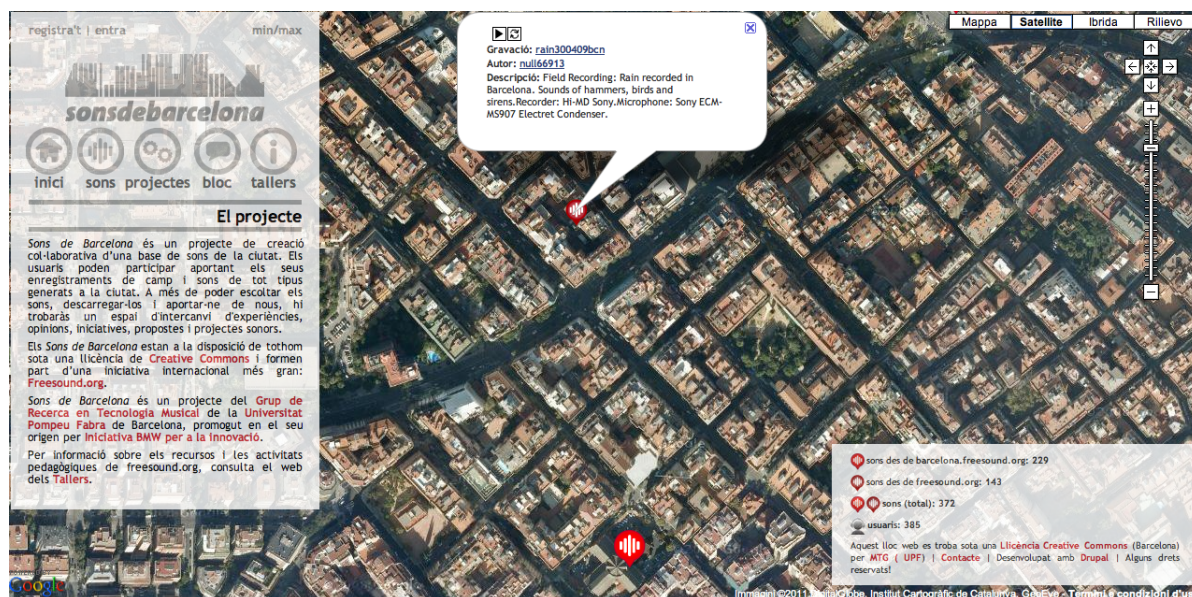 registra't | entra
min/max
sonsdebarcelona
inici sons projectes bloc tallers
El projecte
Sons de Barcelona és un projecte de creació
col·laborativa d'una base de sons de la ciutat. Els
usuaris poden participar aportant els seus
enregistraments de camp i sons de tot tipus
generats a la ciutat. A més de poder escoltar els
sons, descarregar-los i aportar-ne de nous, hi
trobaràs un espai d'intercanvi d'experiències,
opinions, iniciatives, propostes i projectes sonors.
Els Sons de Barcelona estan a la disposició de tothom
sota una llicència de Creative Commons i formen
part d'una iniciativa internacional més gran:
Freesound.org.
Sons de Barcelona és un projecte del Grup de
Recerca en Tecnologia Musical de la Universitat
Pompeu Fabra de Barcelona, promogut en el seu
origen per Iniciativa BMW per a la innovació.
Per informació sobre els recursos i les activitats
pedagògiques de freesound.org, consulta el web
dels Tallers.
Google
Gravació: rain300409bcn
Autor: null66913
Descripció: Field Recording: Rain recorded in
Barcelona. Sounds of hammers, birds and
sirens.Recorder: Hi-MD Sony.Microphone: Sony ECM-
MS907 Electret Condenser.
Mappa Satellite Ibrida Rilievo
sons des de barcelona.freesound.org: 229
sons des de freesound.org: 143
sons (total): 372
usuaris: 385
Aquest lloc web es troba sota una Llicència Creative Commons (Barcelona)
per MTG ( UPF) | Contacte | Desenvolupat amb Drupal | Alguns drets
reservats!
Immagini ©2011 DigitalGlobe, Institut Cartogràfic de Catalunya, GeoEye - Termini e condizioni d'us